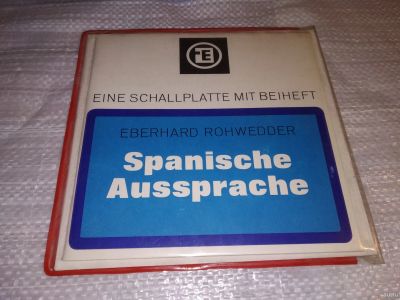 EINE SCHALLPLATTE MIT BEIHEFT
EBERHARD ROHWEDDER
Spanische
Aussprache